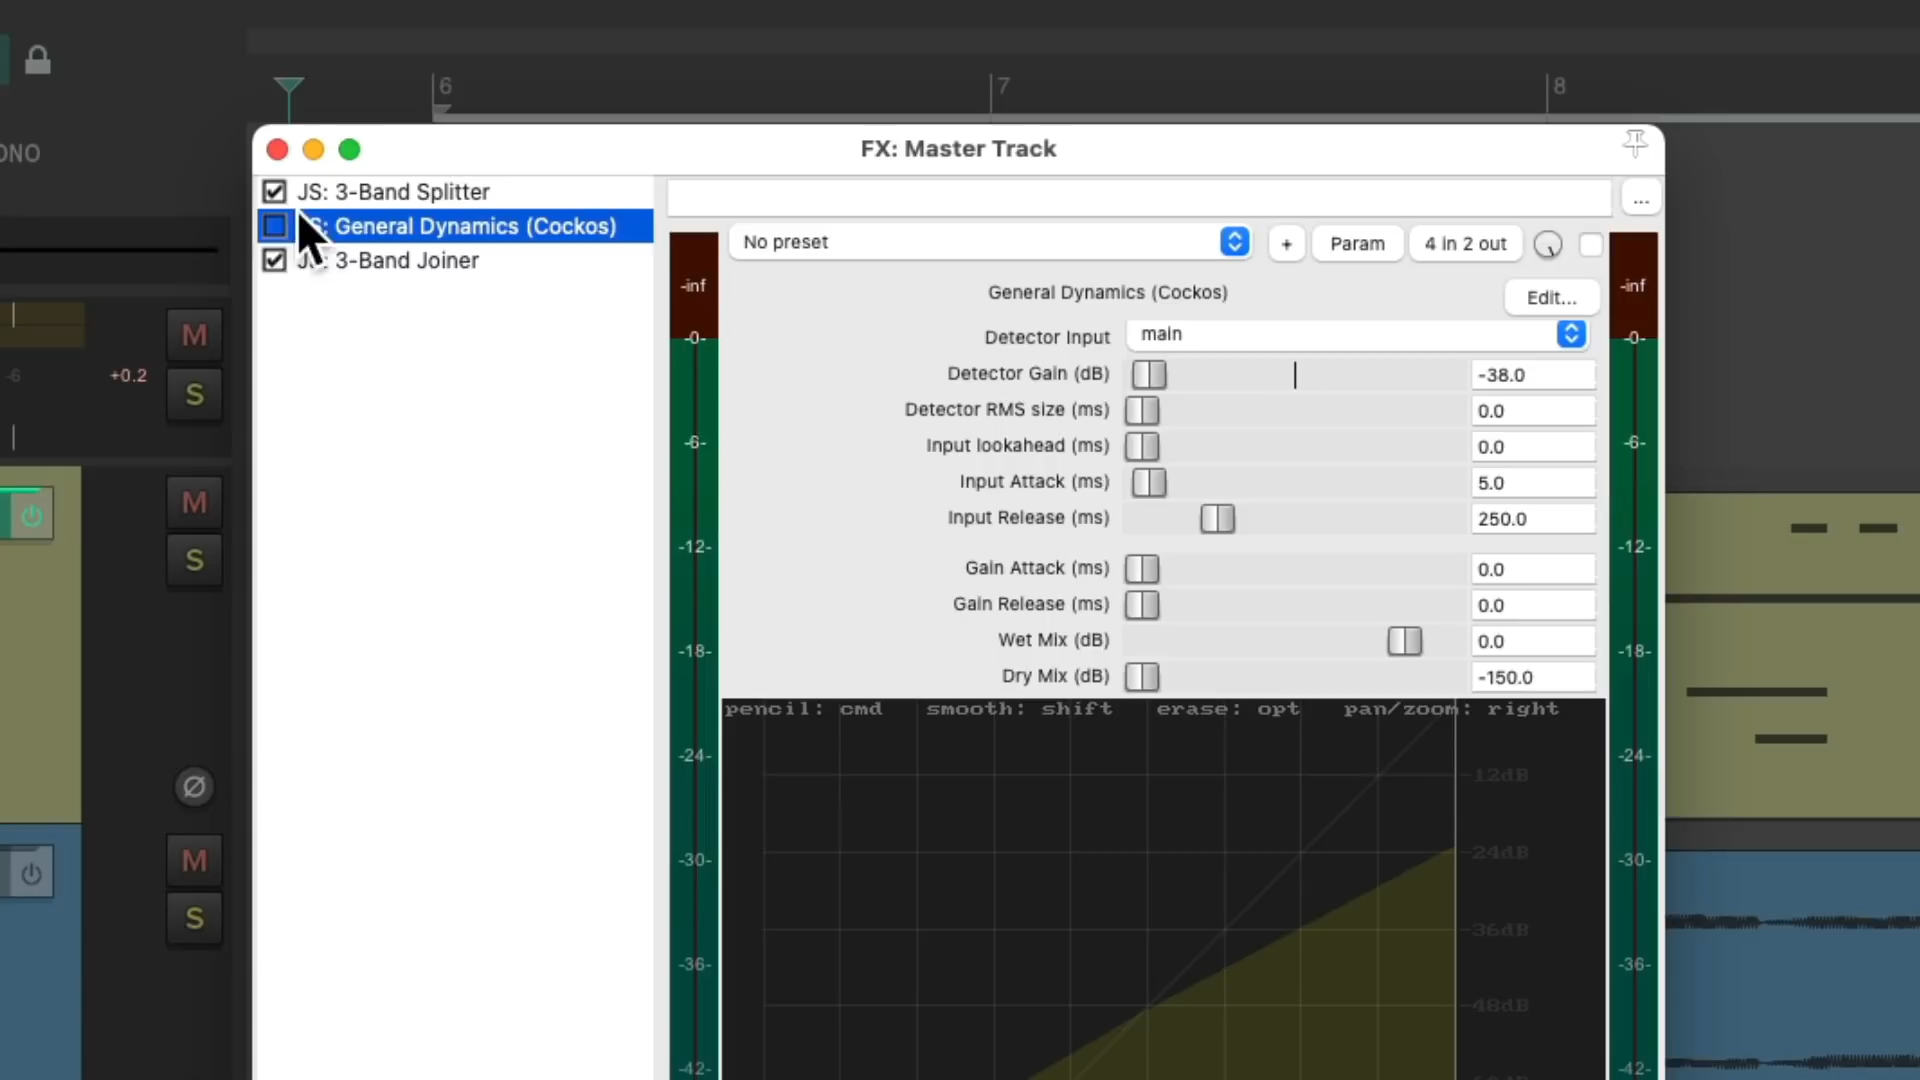 6
7
8
ONO
FX: Master Track
JS: 3-Band Splitter
General Dynamics (Cockos)
3-Band Joiner
...
No preset
+
Param
4 in 2 out
General Dynamics (Cockos)
Edit...
Detector Input
main
Detector Gain (dB)
-38.0
Detector RMS size (ms)
0.0
Input lookahead (ms)
0.0
Input Attack (ms)
5.0
Input Release (ms)
250.0
Gain Attack (ms)
0.0
Gain Release (ms)
0.0
Wet Mix (dB)
0.0
Dry Mix (dB)
-150.0
pencil: cmd smooth: shift erase: opt pan/zoom: right
-12dB
-24dB
-36dB
-48dB
-inf
-0-
-6-
-12-
-18-
-24-
-30-
-36-
-42-
-inf
-0-
-6-
-12-
-18-
-24-
-30-
-36-
-42-
-6
+0.2
M
S
M
S
Ø
M
S